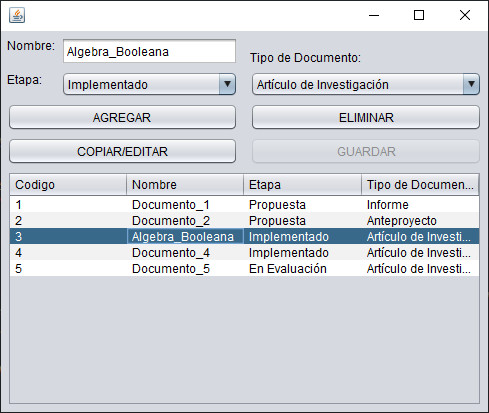 Nombre: Algebra_Booleana
Tipo de Documento:
Etapa: Implementado Artículo de Investigación
AGREGAR ELIMINAR
COPIAR/EDITAR GUARDAR
Codigo Nombre Etapa Tipo de Documen...
1 Documento_1 Propuesta Informe
2 Documento_2 Propuesta Anteproyecto
3 Algebra_Booleana Implementado Artículo de Investi...
4 Documento_4 Implementado Artículo de Investi...
5 Documento_5 En Evaluación Artículo de Investi...